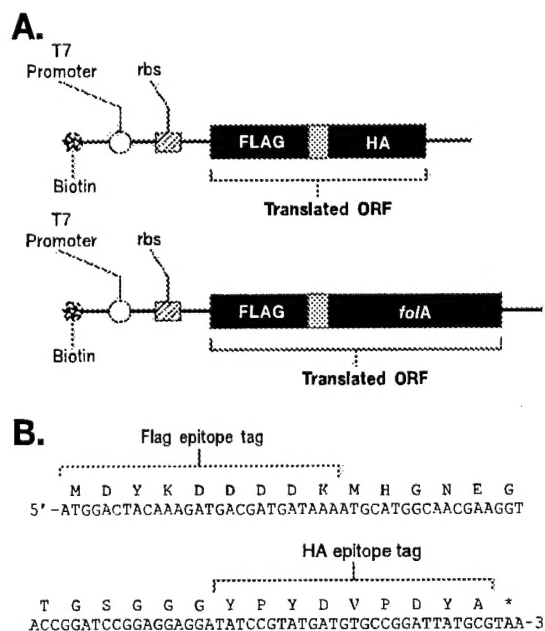 A.
T7
Promoter
rbs
FLAG
HA
Biotin
Translated ORF
T7
Promoter
rbs
FLAG
folA
Biotin
Translated ORF
B.
Flag epitope tag
M D Y K D D D D K M H G N E G
5'-ATGGACTACAAAGATGACGATGATAAAATGCATGGCAACGAAGGT
HA epitope tag
T G S G G G Y P Y D V P D Y A *
ACCGGATCCGGAGGAGGATATCCGTATGATGTGCCGGATTATGCGTAA-3